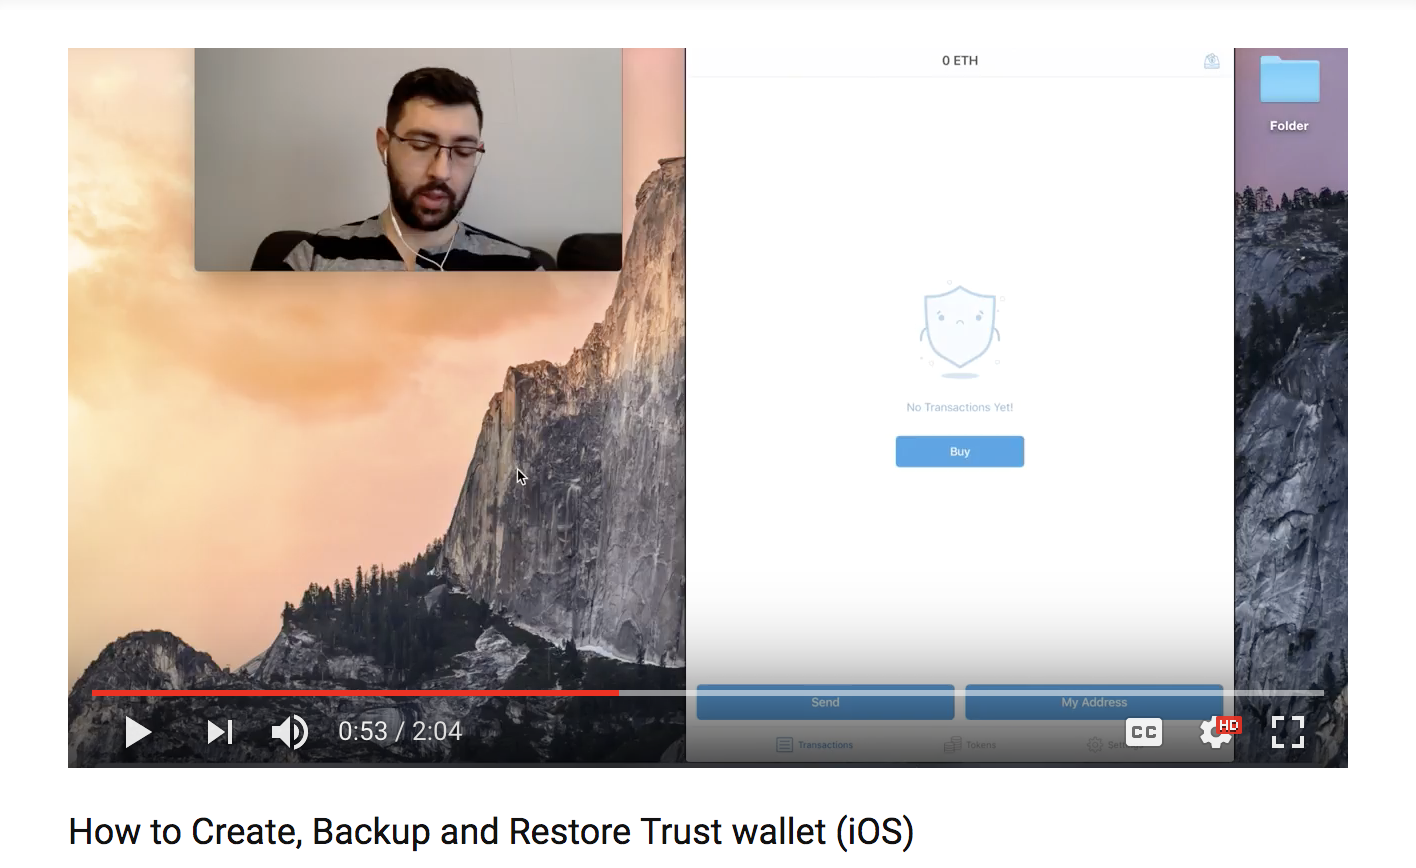 0 ETH
Folder
No Transactions Yet!
Buy
Send
My Address
Transactions
Tokens
0:53 / 2:04
CC
HD
How to Create, Backup and Restore Trust wallet (iOS)